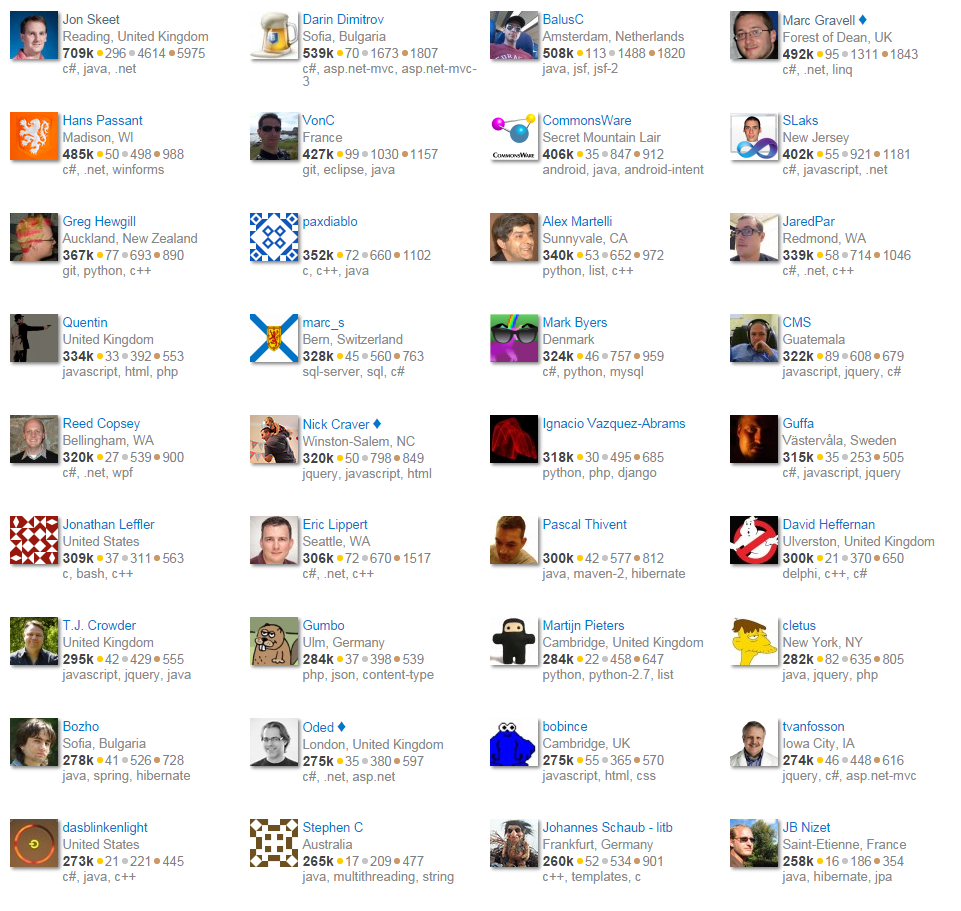 Jon Skeet
Reading, United Kingdom
709k 296 4614 5975
c#, java, .net
Darin Dimitrov
Sofia, Bulgaria
539k 70 1673 1807
c#, asp.net-mvc, asp.net-mvc-
3
BalusC
Amsterdam, Netherlands
508k 113 1488 1820
java, jsf, jsf-2
Marc Gravell ♦
Forest of Dean, UK
492k 95 1311 1843
c#, .net, linq
Hans Passant
Madison, WI
485k 50 498 988
c#, .net, winforms
VonC
France
427k 99 1030 1157
git, eclipse, java
CommonsWare
CommonsWare
Secret Mountain Lair
406k 35 847 912
android, java, android-intent
SLaks
New Jersey
402k 55 921 1181
c#, javascript, .net
Greg Hewgill
Auckland, New Zealand
367k 77 693 890
git, python, c++
paxdiablo
352k 72 660 1102
c, c++, java
Alex Martelli
Sunnyvale, CA
340k 53 652 972
python, list, c++
JaredPar
Redmond, WA
339k 58 714 1046
c#, .net, c++
Quentin
United Kingdom
334k 33 392 553
javascript, html, php
marc_s
Bern, Switzerland
328k 45 560 763
sql-server, sql, c#
Mark Byers
Denmark
324k 46 757 959
c#, python, mysql
CMS
Guatemala
322k 89 608 679
javascript, jquery, c#
Reed Copsey
Bellingham, WA
320k 27 539 900
c#, .net, wpf
Nick Craver ♦
Winston-Salem, NC
320k 50 798 849
jquery, javascript, html
Ignacio Vazquez-Abrams
318k 30 495 685
python, php, django
Guffa
Västervåla, Sweden
315k 35 253 505
c#, javascript, jquery
Jonathan Leffler
United States
309k 37 311 563
c, bash, c++
Eric Lippert
Seattle, WA
306k 72 670 1517
c#, .net, c++
Pascal Thivent
300k 42 577 812
java, maven-2, hibernate
David Heffernan
Ulverston, United Kingdom
300k 21 370 650
delphi, c++, c#
T.J. Crowder
United Kingdom
295k 42 429 555
javascript, jquery, java
Gumbo
Ulm, Germany
284k 37 398 539
php, json, content-type
Martijn Pieters
Cambridge, United Kingdom
284k 22 458 647
python, python-2.7, list
cletus
New York, NY
282k 82 635 805
java, jquery, php
Bozho
Sofia, Bulgaria
278k 41 526 728
java, spring, hibernate
Oded ♦
London, United Kingdom
275k 35 380 597
c#, .net, asp.net
bobince
Cambridge, UK
275k 55 365 570
javascript, html, css
tvanfosson
Iowa City, IA
274k 46 448 616
jquery, c#, asp.net-mvc
dasblinkenlight
United States
273k 21 221 445
c#, java, c++
Stephen C
Australia
265k 17 209 477
java, multithreading, string
Johannes Schaub - litb
Frankfurt, Germany
260k 52 534 901
c++, templates, c
JB Nizet
Saint-Etienne, France
258k 16 186 354
java, hibernate, jpa